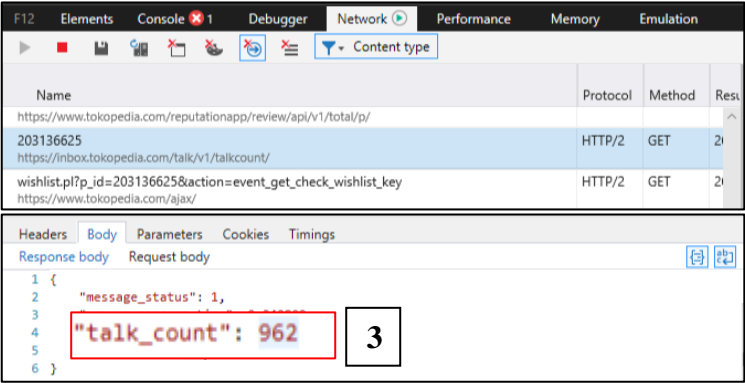 F12 Elements Console 1 Debugger Network Performance Memory Emulation
Content type
Name Protocol Method
https://www.tokopedia.com/reputationapp/review/api/v1/total/p/
203136625 HTTP/2 GET
https://inbox.tokopedia.com/talk/v1/talkcount/
wishlist.pl?p_id=203136625&action=event_get_check_wishlist_key HTTP/2 GET
https://www.tokopedia.com/ajax/
Headers Body Parameters Cookies Timings
Response body Request body
1 {
2 "message_status": 1,
3
4 "talk_count": 962
3
5
6 }